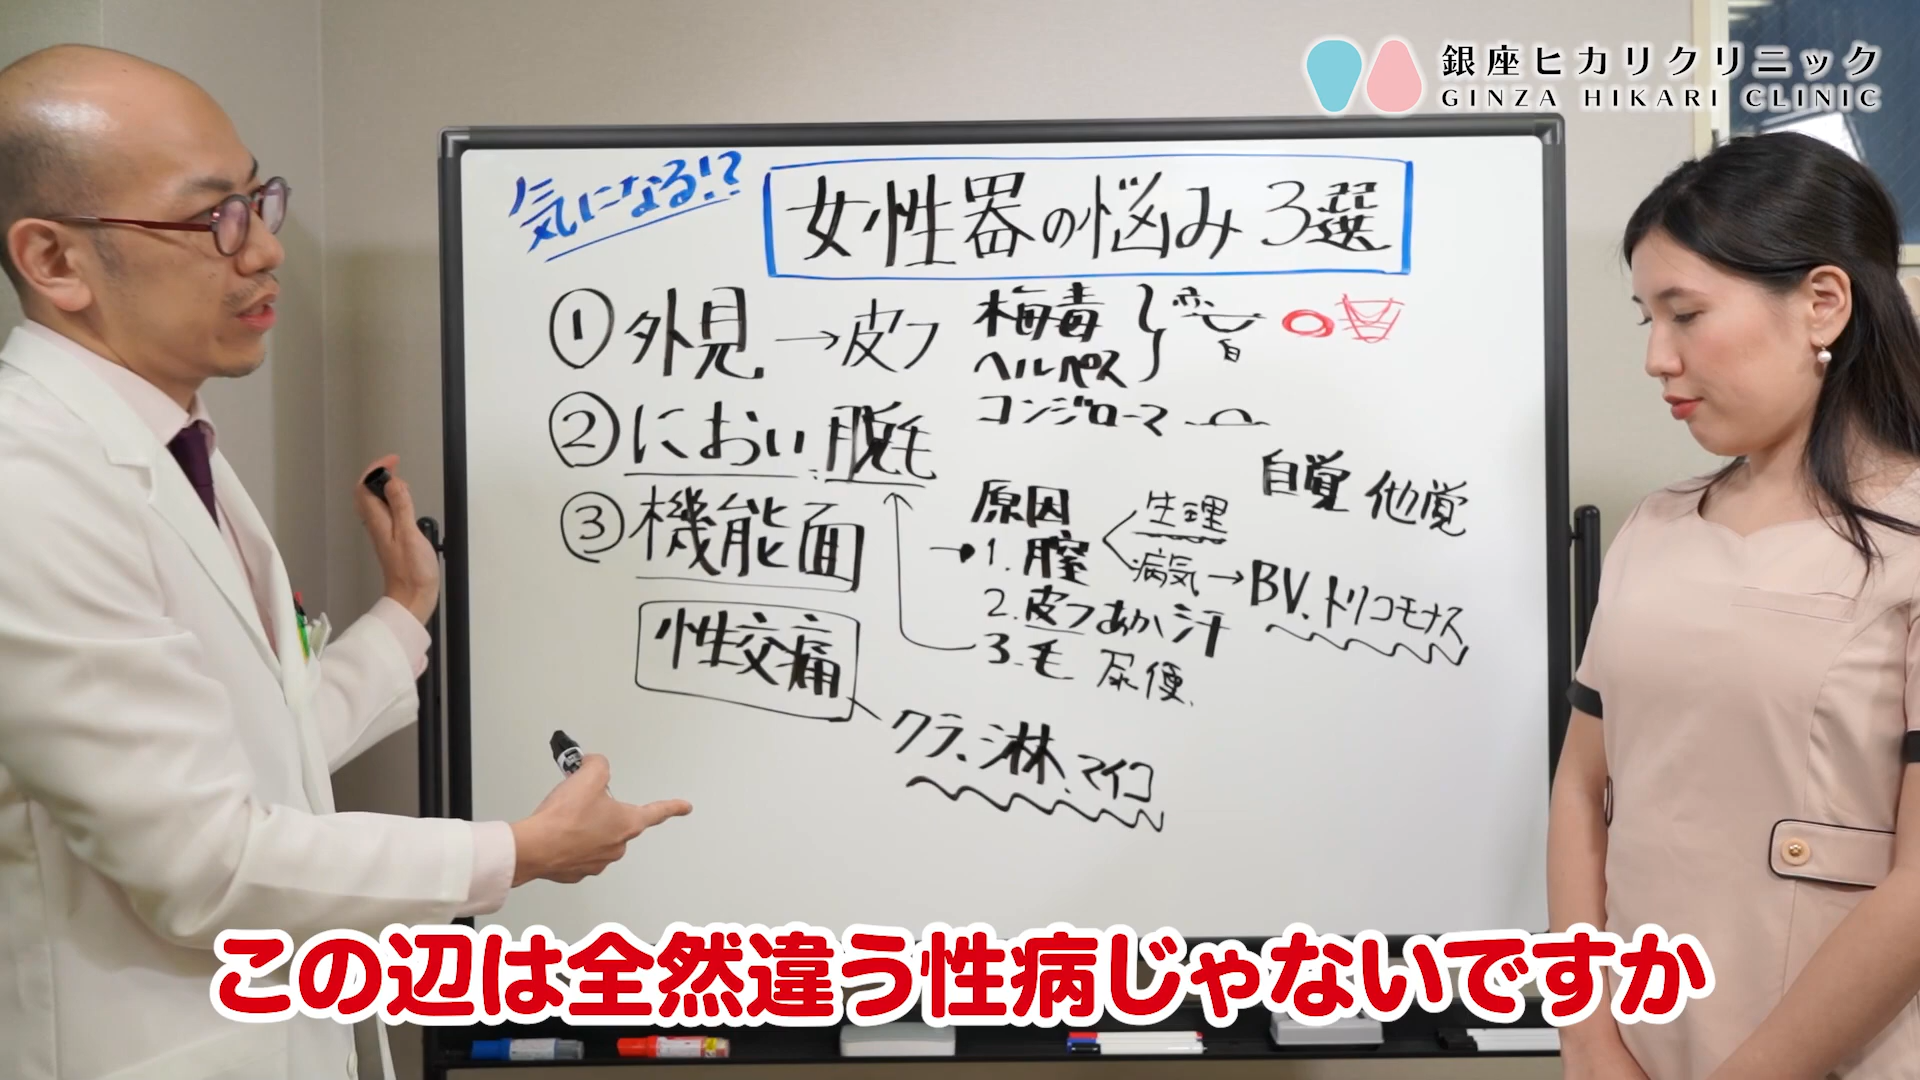 銀座ヒカリクリニック
GINZA HIKARI CLINIC
気になる!?
女性器の悩み3選
① 外見→皮フ
梅毒
ヘルペス
コンジローマ
② におい 脱毛
③ 機能面
性交痛
自覚 他覚
原因
1. 膣
生理
病気→BV.トリコモナス
2. 皮フ あか 汗
3. 毛 尿 便
クラ、淋、マイコ
この辺は全然違う性病じゃないですか